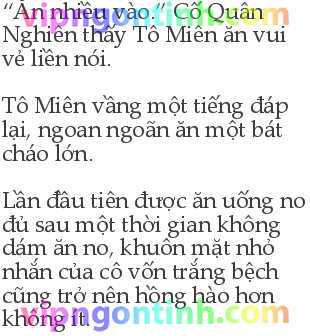 “Ăn nhiều vào.” Cố Quân
Nghiên thấy Tô Miên ăn vui
vẻ liền nói.
Tô Miên vầng một tiếng đáp
lại, ngoan ngoãn ăn một bát
cháo lớn.
Lần đầu tiên được ăn uống no
đủ sau một thời gian không
dám ăn no, khuôn mặt nhỏ
nhắn của cô vốn trắng bệch
cũng trở nên hồng hào hơn
không ít.
vipngontinh.com
vipngontinh.com
vipngontinh.com
vipngontinh.com